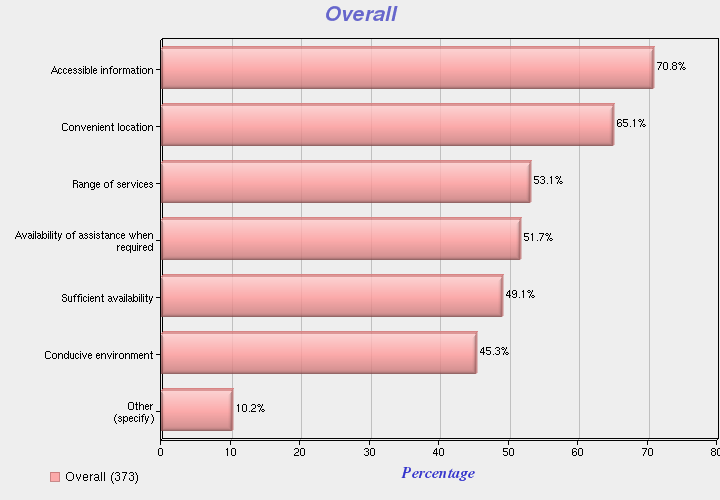 Overall
Accessible information
70.8%
Convenient location
65.1%
Range of services
53.1%
Availability of assistance when
required
51.7%
Sufficient availability
49.1%
Conducive environment
45.3%
Other
(specify)
10.2%
0 10 20 30 40 50 60 70 80
Percentage
Overall (373)